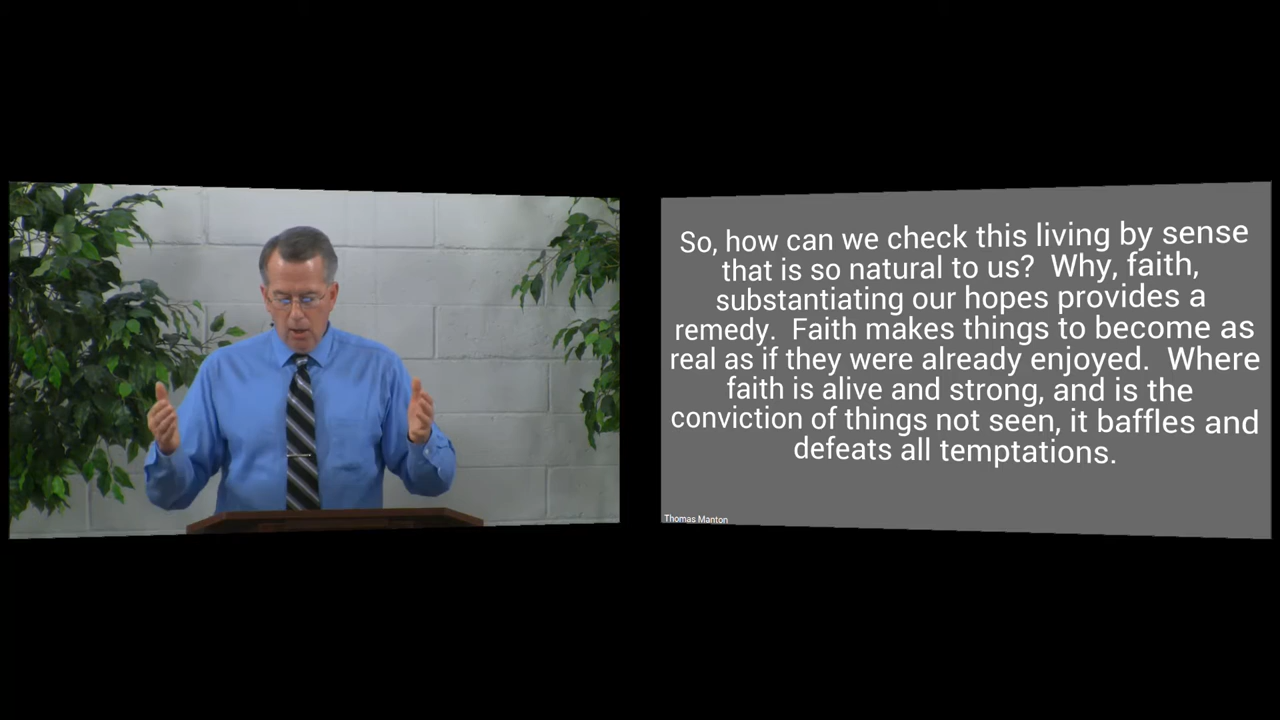 So, how can we check this living by sense
that is so natural to us?  Why, faith,
substantiating our hopes provides a
remedy.  Faith makes things to become as
real as if they were already enjoyed.  Where
faith is alive and strong, and is the
conviction of things not seen, it baffles and
defeats all temptations.
Thomas Manton